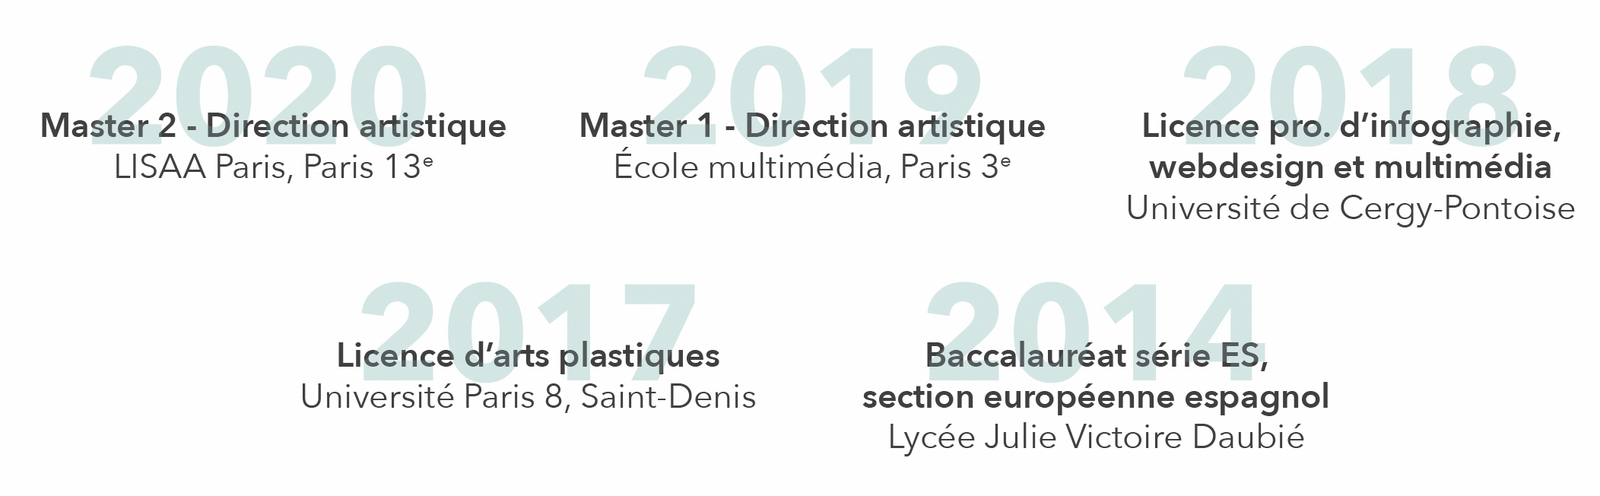 2020
Master 2 - Direction artistique
LISAA Paris, Paris 13ᵉ
2019
Master 1 - Direction artistique
École multimédia, Paris 3ᵉ
2018
Licence pro. d’infographie,
webdesign et multimédia
Université de Cergy-Pontoise
2017
Licence d’arts plastiques
Université Paris 8, Saint-Denis
2014
Baccalauréat série ES,
section européenne espagnol
Lycée Julie Victoire Daubié